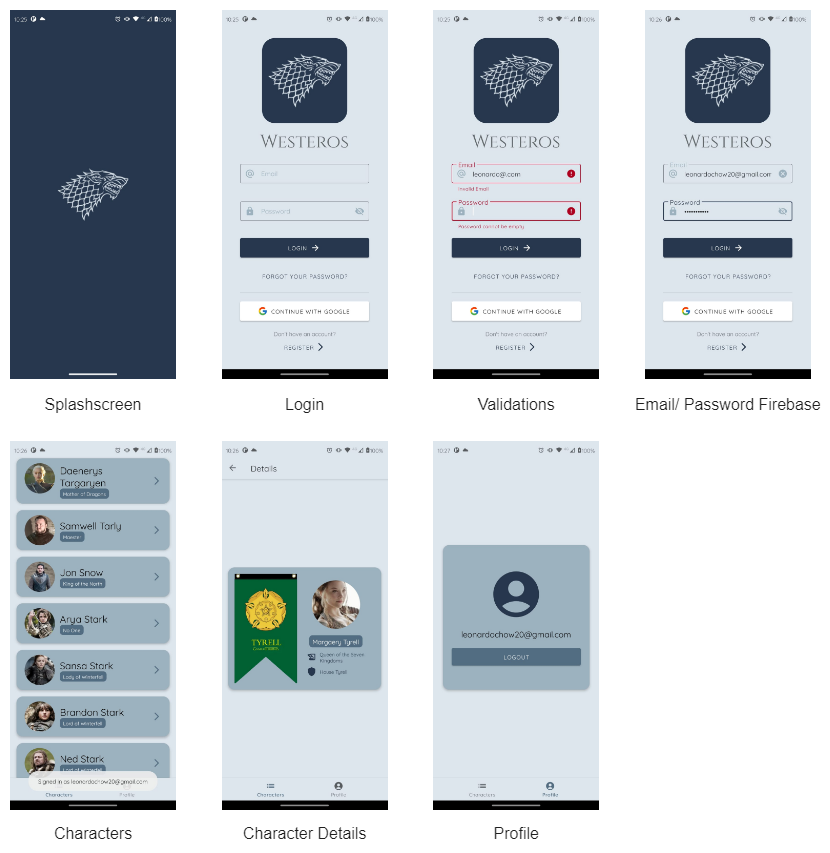 10:25
100%
Splashscreen
10:25
100%
WESTEROS
Email
Password
LOGIN
FORGOT YOUR PASSWORD?
CONTINUE WITH GOOGLE
Don't have an account?
REGISTER
Login
10:25
100%
WESTEROS
Email
leonardo@l.com
Invalid Email
Password
Password cannot be empty
LOGIN
FORGOT YOUR PASSWORD?
CONTINUE WITH GOOGLE
Don't have an account?
REGISTER
Validations
10:26
100%
WESTEROS
Email
leonardochow20@gmail.com
Password
•••••••••••
LOGIN
FORGOT YOUR PASSWORD?
CONTINUE WITH GOOGLE
Don't have an account?
REGISTER
Email/ Password Firebase
10:26
100%
Daenerys
Targaryen
Mother of Dragons
Samwell Tarly
Maester
Jon Snow
King of the North
Arya Stark
No One
Sansa Stark
Lady of Winterfell
Brandon Stark
Lord of Winterfell
Ned Stark
Lord of Winterfell
Signed in as leonardochow20@gmail.com
Characters
Profile
Characters
10:26
100%
Details
TYRELL
Margaery Tyrell
Queen of the Seven
Kingdoms
House Tyrell
Characters
Profile
Character Details
10:27
100%
leonardochow20@gmail.com
LOGOUT
Characters
Profile
Profile